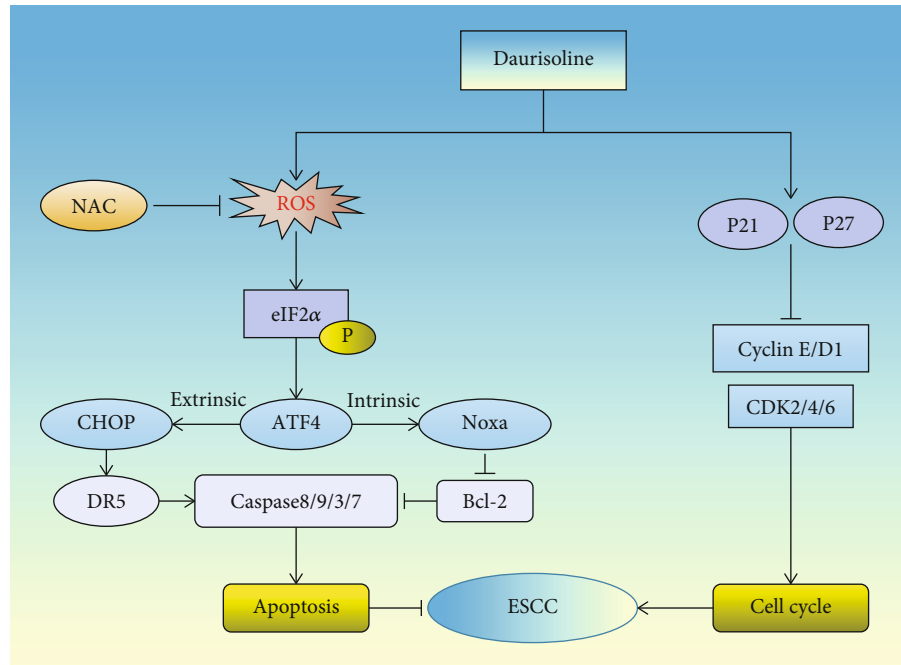 Daurisoline
NAC
ROS
P21
P27
eIF2α
P
Cyclin E/D1
CDK2/4/6
Extrinsic
Intrinsic
CHOP
ATF4
Noxa
DR5
Caspase8/9/3/7
Bcl-2
Apoptosis
ESCC
Cell cycle